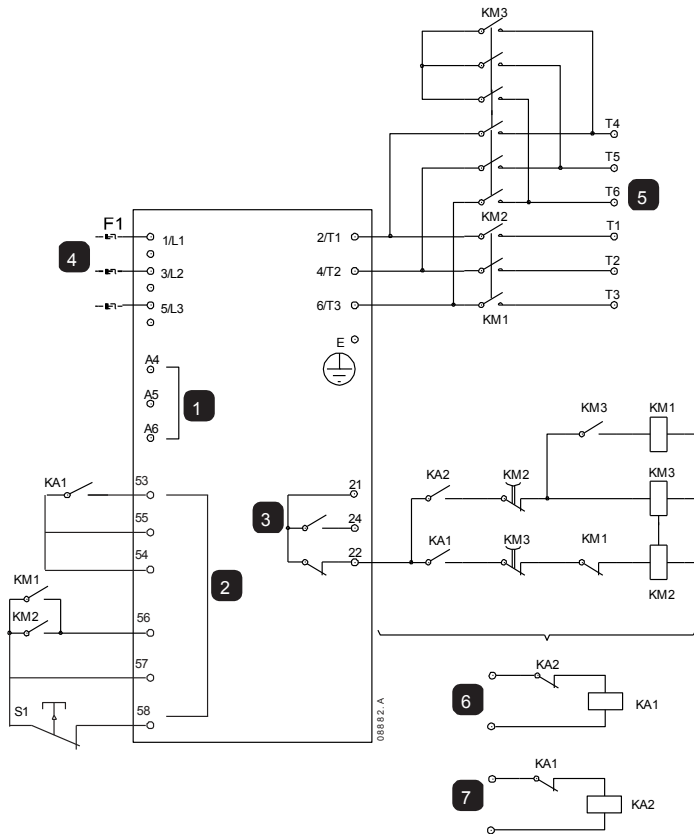 KM3
T4
T5
T6
5
F1
1/L1
2/T1
KM2
T1
4
3/L2
4/T2
T2
5/L3
6/T3
T3
KM1
E
A4
A5
1
A6
KM3
KM1
KA1
53
21
KA2
KM2
KM3
3
24
55
54
22
KA1
KM3
KM1
KM1
2
KM2
KM2
56
57
S1
58
08882.A
KA2
6
KA1
KA1
7
KA2